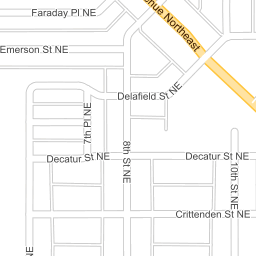 Faraday Pl NE
nue Northeast
Emerson St NE
Delafield St NE
7th Pl NE
8th St NE
Decatur St NE
Decatur St NE
10th St NE
Crittenden St NE
NE